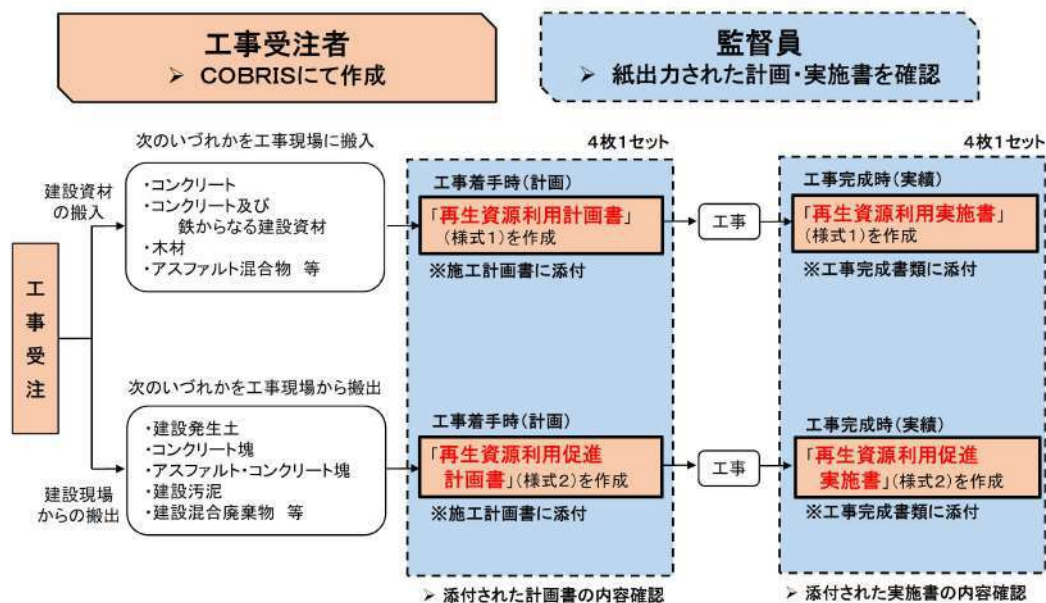 工事受注者
➢ COBRISにて作成
監督員
➢ 紙出力された計画・実施書を確認
次のいづれかを工事現場に搬入
建設資材
の搬入
・コンクリート
・コンクリート及び
鉄からなる建設資材
・木材
・アスファルト混合物 等
4枚1セット
工事着手時(計画)
「再生資源利用計画書」
(様式1)を作成
※施工計画書に添付
工事
4枚1セット
工事完成時(実績)
「再生資源利用実施書」
(様式1)を作成
※工事完成書類に添付
工事受注
次のいづれかを工事現場から搬出
建設現場
からの搬出
・建設発生土
・コンクリート塊
・アスファルト・コンクリート塊
・建設汚泥
・建設混合廃棄物 等
工事着手時(計画)
「再生資源利用促進
計画書」(様式2)を作成
※施工計画書に添付
工事
工事完成時(実績)
「再生資源利用促進
実施書」(様式2)を作成
※工事完成書類に添付
➢ 添付された計画書の内容確認
➢ 添付された実施書の内容確認